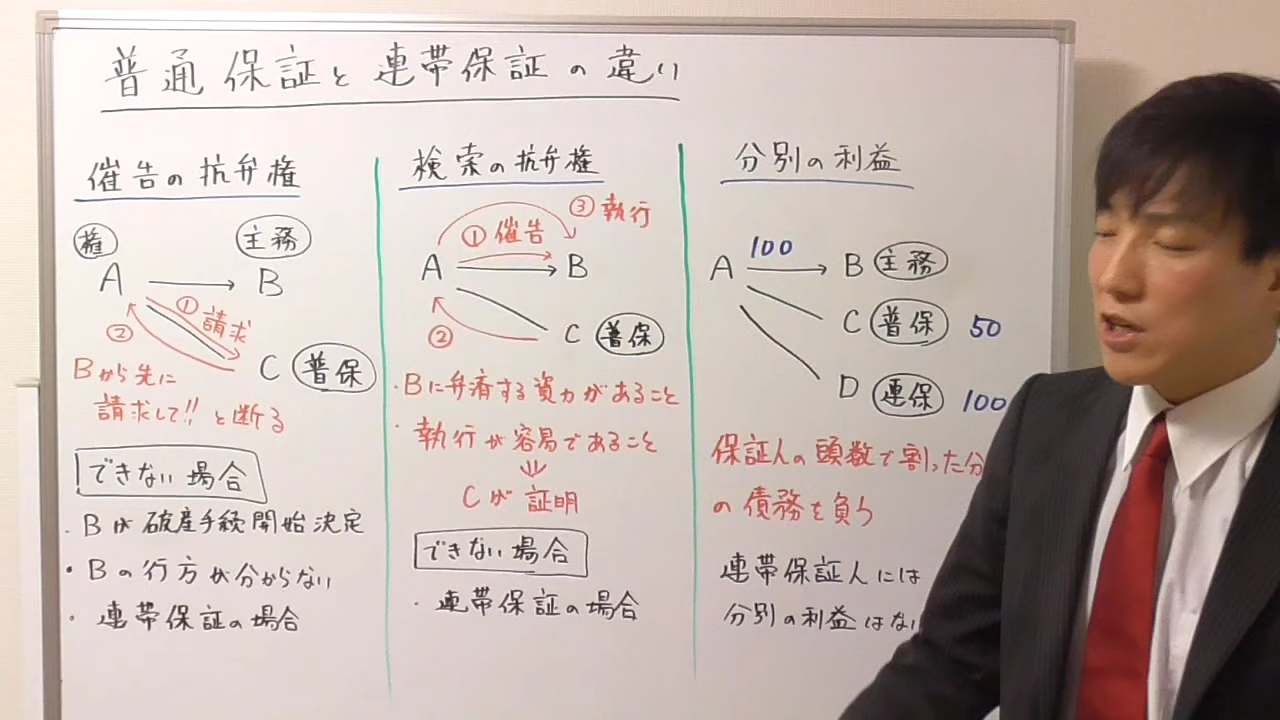 普通保証と連帯保証の違い
催告の抗弁権
権
主務
A
B
①請求
②
C
普保
Bから先に
請求して!!と断る
できない場合
・Bが破産手続開始決定
・Bの行方が分からない
・連帯保証の場合
検索の抗弁権
③執行
①催告
A
B
②
C
普保
・Bに弁済する資力があること
・執行が容易であること
Cが証明
できない場合
・連帯保証の場合
分別の利益
100
A
B
主務
C
普保
50
D
連保
100
保証人の頭数で割った分
の債務を負う
連帯保証人には
分別の利益はない